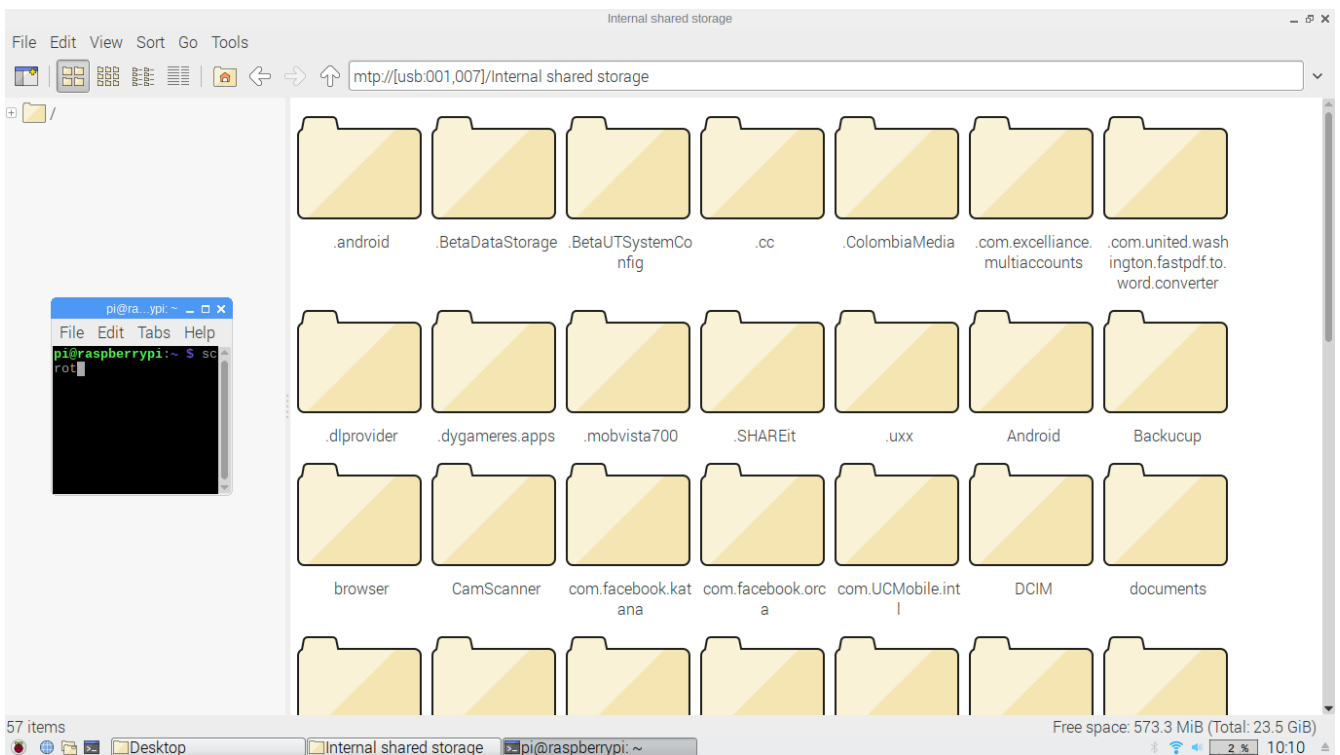 Internal shared storage
File Edit View Sort Go Tools
mtp://[usb:001,007]/Internal shared storage
/
.android
.BetaDataStorage
.BetaUTSystemCo
nfig
.cc
.ColombiaMedia
.com.excelliance.
multiaccounts
.com.united.wash
ington.fastpdf.to.
word.converter
pi@ra...ypi: ~
File Edit Tabs Help
pi@raspberrypi:~ $ sc
rot
.dlprovider
.dygameres.apps
.mobvista700
.SHAREit
.uxx
Android
Backucup
browser
CamScanner
com.facebook.kat
ana
com.facebook.orc
a
com.UCMobile.int
l
DCIM
documents
57 items
Free space: 573.3 MiB (Total: 23.5 GiB)
Desktop
Internal shared storage
pi@raspberrypi: ~
2 %
10:10